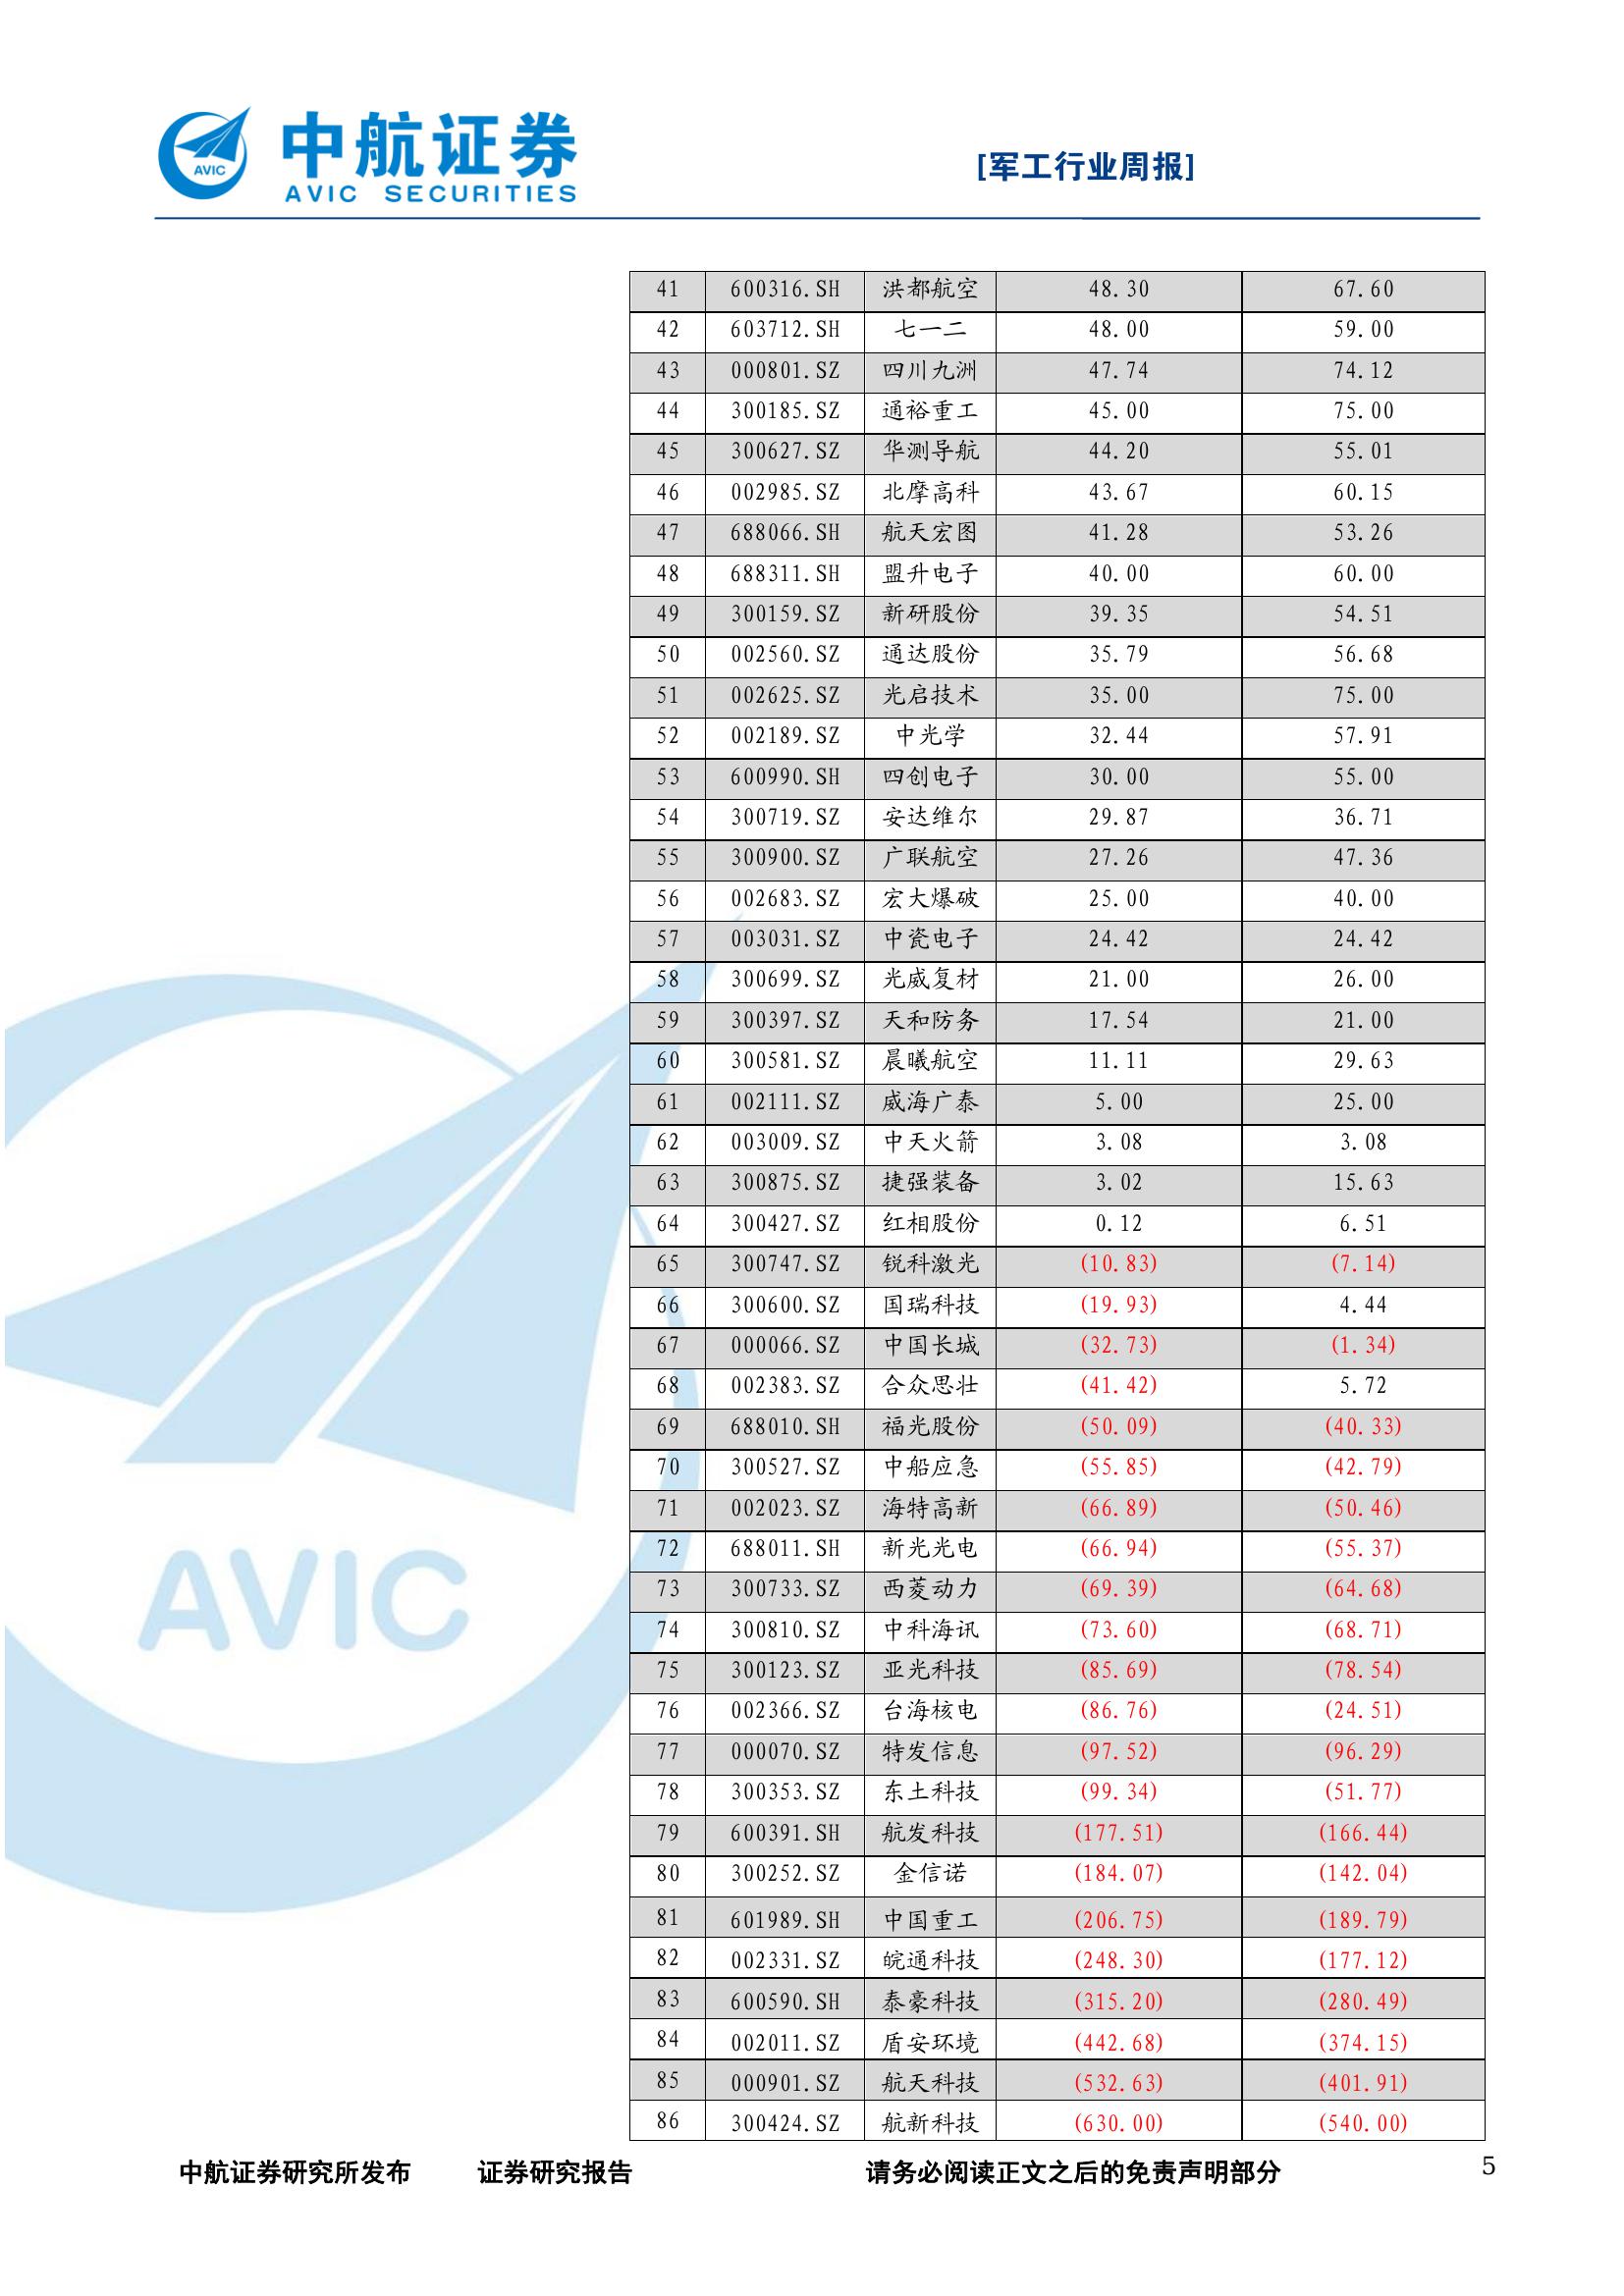 中航证券
AVIC SECURITIES
AVIC
[军工行业周报]
41 600316.SH 洪都航空 48.30 67.60
42 603712.SH 七一二 48.00 59.00
43 000801.SZ 四川九洲 47.74 74.12
44 300185.SZ 通裕重工 45.00 75.00
45 300627.SZ 华测导航 44.20 55.01
46 002985.SZ 北摩高科 43.67 60.15
47 688066.SH 航天宏图 41.28 53.26
48 688311.SH 盟升电子 40.00 60.00
49 300159.SZ 新研股份 39.35 54.51
50 002560.SZ 通达股份 35.79 56.68
51 002625.SZ 光启技术 35.00 75.00
52 002189.SZ 中光学 32.44 57.91
53 600990.SH 四创电子 30.00 55.00
54 300719.SZ 安达维尔 29.87 36.71
55 300900.SZ 广联航空 27.26 47.36
56 002683.SZ 宏大爆破 25.00 40.00
57 003031.SZ 中瓷电子 24.42 24.42
58 300699.SZ 光威复材 21.00 26.00
59 300397.SZ 天和防务 17.54 21.00
60 300581.SZ 晨曦航空 11.11 29.63
61 002111.SZ 威海广泰 5.00 25.00
62 003009.SZ 中天火箭 3.08 3.08
63 300875.SZ 捷强装备 3.02 15.63
64 300427.SZ 红相股份 0.12 6.51
65 300747.SZ 锐科激光 (10.83) (7.14)
66 300600.SZ 国瑞科技 (19.93) 4.44
67 000066.SZ 中国长城 (32.73) (1.34)
68 002383.SZ 合众思壮 (41.42) 5.72
69 688010.SH 福光股份 (50.09) (40.33)
70 300527.SZ 中船应急 (55.85) (42.79)
71 002023.SZ 海特高新 (66.89) (50.46)
72 688011.SH 新光光电 (66.94) (55.37)
73 300733.SZ 西菱动力 (69.39) (64.68)
74 300810.SZ 中科海讯 (73.60) (68.71)
75 300123.SZ 亚光科技 (85.69) (78.54)
76 002366.SZ 台海核电 (86.76) (24.51)
77 000070.SZ 特发信息 (97.52) (96.29)
78 300353.SZ 东土科技 (99.34) (51.77)
79 600391.SH 航发科技 (177.51) (166.44)
80 300252.SZ 金信诺 (184.07) (142.04)
81 601989.SH 中国重工 (206.75) (189.79)
82 002331.SZ 皖通科技 (248.30) (177.12)
83 600590.SH 泰豪科技 (315.20) (280.49)
84 002011.SZ 盾安环境 (442.68) (374.15)
85 000901.SZ 航天科技 (532.63) (401.91)
86 300424.SZ 航新科技 (630.00) (540.00)
AVIC
中航证券研究所发布 证券研究报告 请务必阅读正文之后的免责声明部分 5